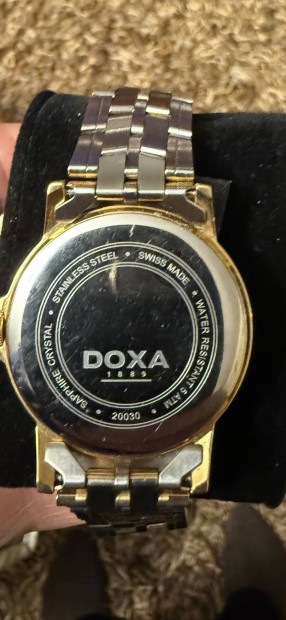 STAINLESS STEEL • SWISS MADE • WATER RESISTANT 5 ATM • 20030 • SAPPHIRE CRYSTAL •
DOXA
1889